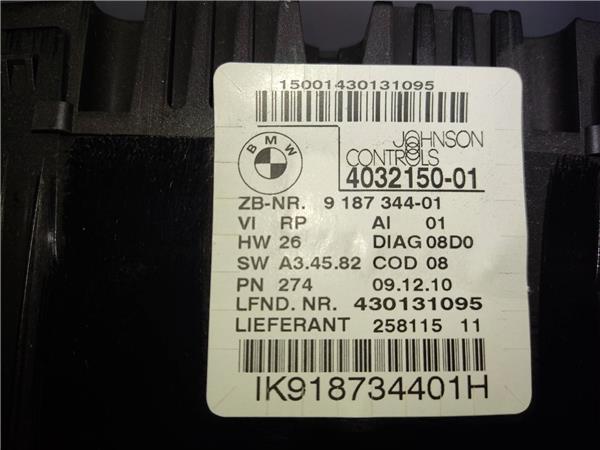 15001430131095
BMW
JOHNSON
CONTROLS
4032150-01
ZB-NR. 9 187 344-01
VI RP AI 01
HW 26 DIAG 08D0
SW A3.45.82 COD 08
PN 274 09.12.10
LFND. NR. 430131095
LIEFERANT 258115 11
IK918734401H